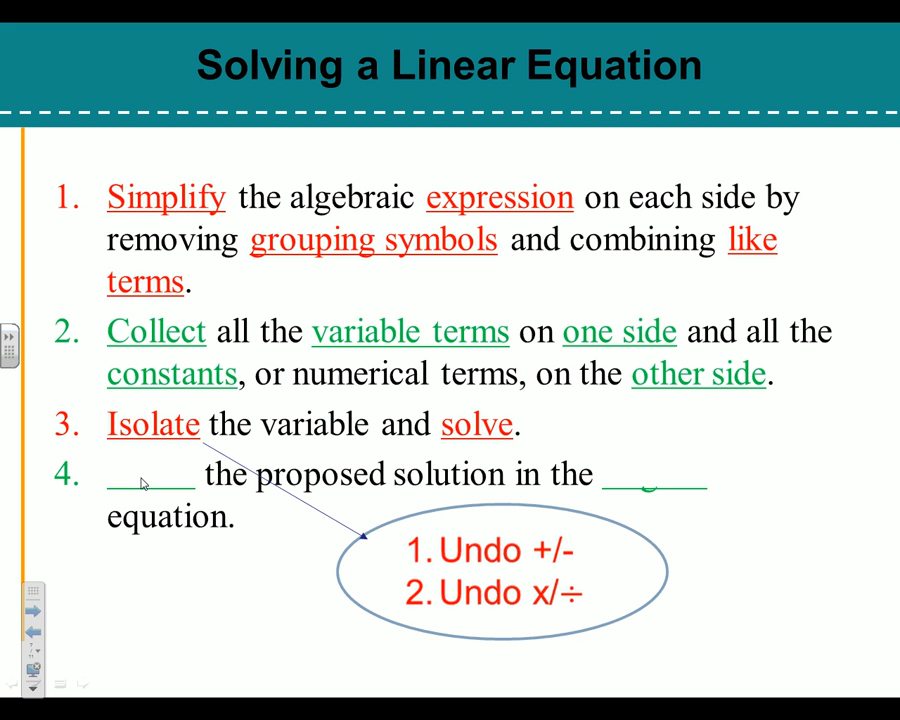 Solving a Linear Equation
1. Simplify the algebraic expression on each side by
removing grouping symbols and combining like
terms.
2. Collect all the variable terms on one side and all the
constants, or numerical terms, on the other side.
3. Isolate the variable and solve.
4. the proposed solution in the
equation.
1. Undo +/-
2. Undo x/÷